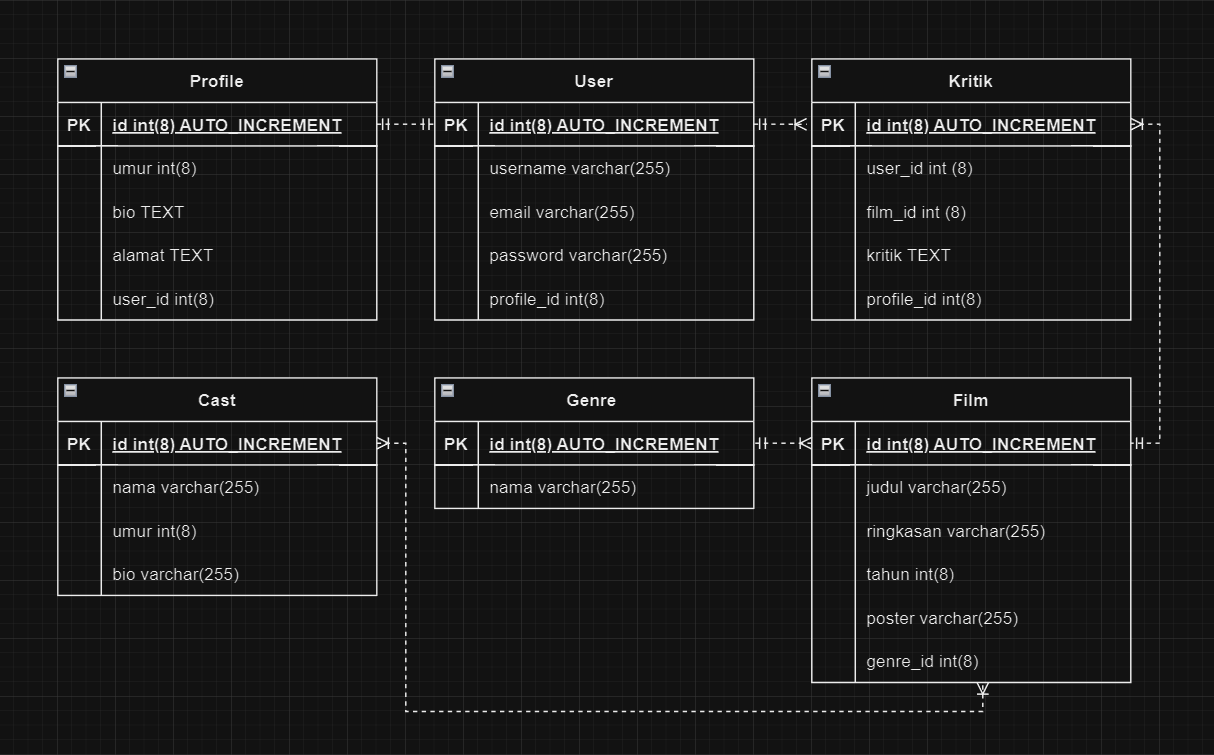 Profile
PK id int(8) AUTO_INCREMENT
umur int(8)
bio TEXT
alamat TEXT
user_id int(8)
User
PK id int(8) AUTO_INCREMENT
username varchar(255)
email varchar(255)
password varchar(255)
profile_id int(8)
Kritik
PK id int(8) AUTO_INCREMENT
user_id int (8)
film_id int (8)
kritik TEXT
profile_id int(8)
Cast
PK id int(8) AUTO_INCREMENT
nama varchar(255)
umur int(8)
bio varchar(255)
Genre
PK id int(8) AUTO_INCREMENT
nama varchar(255)
Film
PK id int(8) AUTO_INCREMENT
judul varchar(255)
ringkasan varchar(255)
tahun int(8)
poster varchar(255)
genre_id int(8)